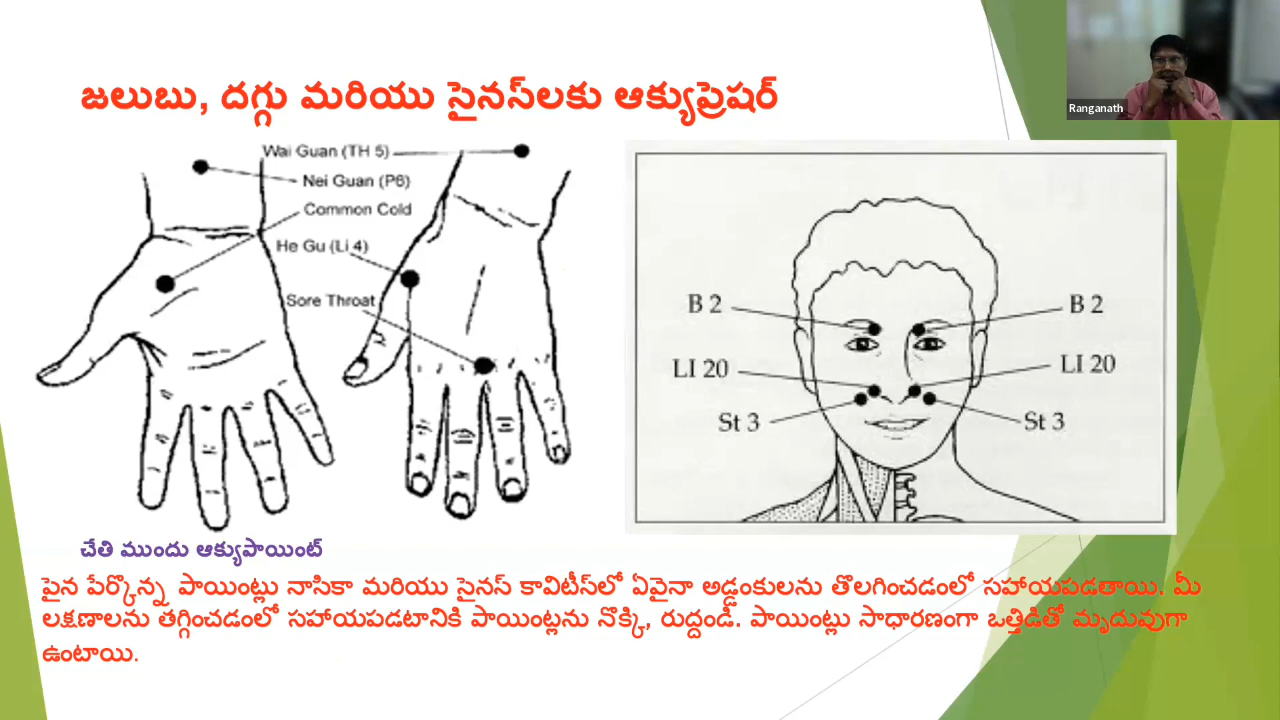 జలుబు, దగ్గు మరియు సైనస్‌లకు ఆక్యుప్రెషర్
Ranganath
Wai Guan (TH 5)
Nei Guan (P6)
Common Cold
He Gu (Li 4)
Sore Throat
B 2
B 2
LI 20
LI 20
St 3
St 3
చేతి ముందు ఆక్యుపాయింట్
పైన పేర్కొన్న పాయింట్లు నాసికా మరియు సైనస్ కావిటీస్‌లో ఏవైనా అడ్డంకులను తొలగించడంలో సహాయపడతాయి. మీ
లక్షణాలను తగ్గించడంలో సహాయపడటానికి పాయింట్లను నొక్కి, రుద్దండి. పాయింట్లు సాధారణంగా ఒత్తిడితో మృదువుగా
ఉంటాయి.